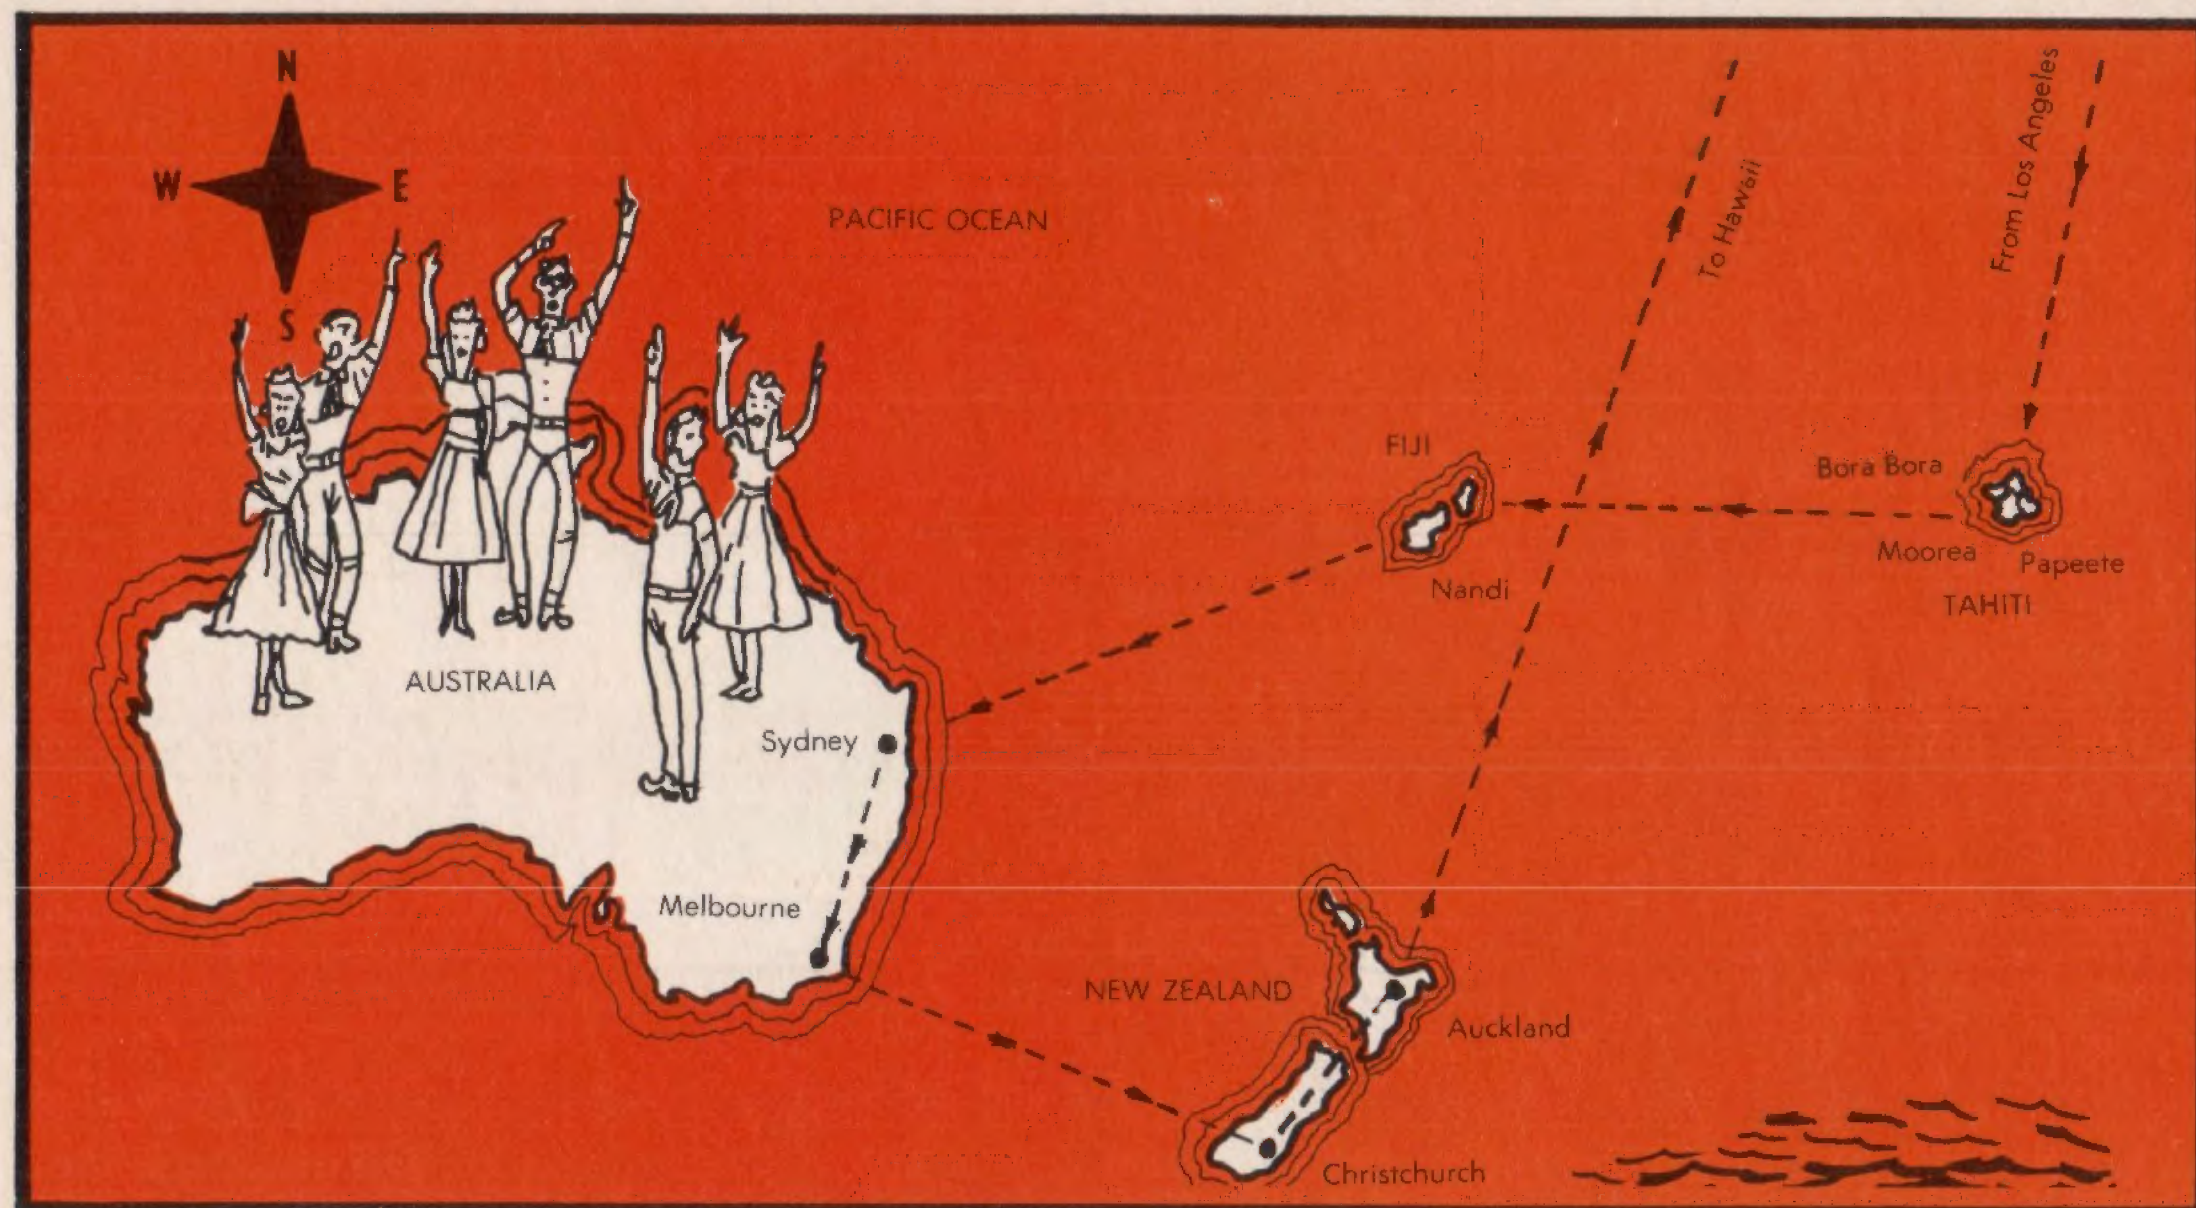 N
W E
S
PACIFIC OCEAN
To Hawaii
From Los Angeles
FIJI
Nandi
Bora Bora
Moorea
Papeete
TAHITI
AUSTRALIA
Sydney
Melbourne
NEW ZEALAND
Auckland
Christchurch